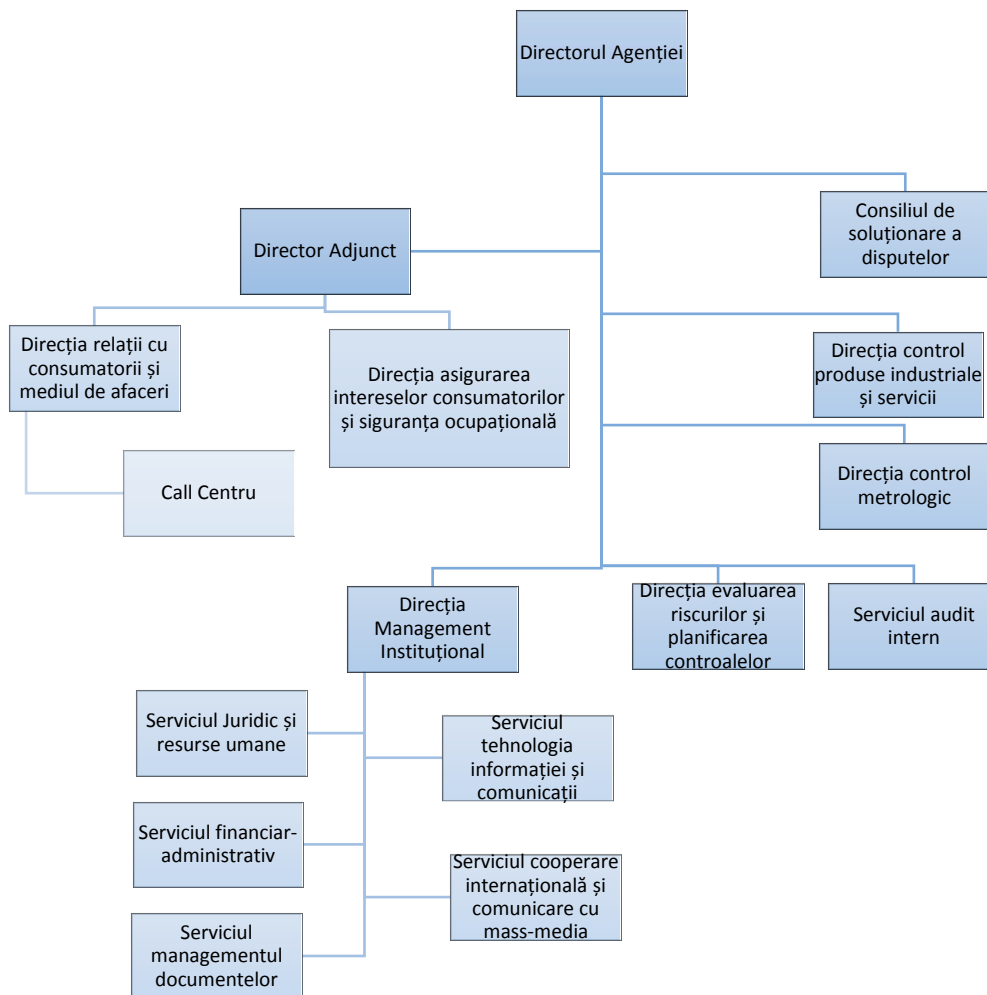 Directorul Agenției
Consiliul de
soluționare a
disputelor
Director Adjunct
Direcția relații cu
consumatorii și
mediul de afaceri
Direcția asigurarea
intereselor consumatorilor
și siguranța ocupațională
Direcția control
produse industriale
și servicii
Call Centru
Direcția control
metrologic
Direcția
Management
Instituțional
Direcția evaluarea
riscurilor și
planificarea
controalelor
Serviciul audit
intern
Serviciul Juridic și
resurse umane
Serviciul
tehnologia
informației și
comunicații
Serviciul financiar-
administrativ
Serviciul cooperare
internațională și
comunicare cu
mass-media
Serviciul
managementul
documentelor